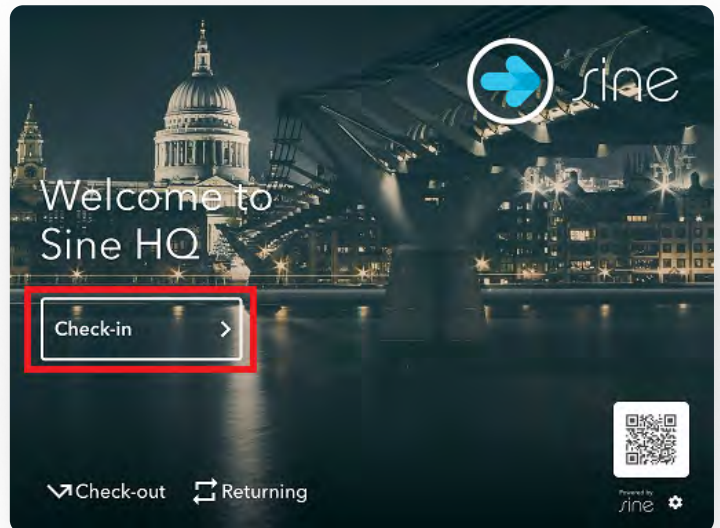 sine
Welcome to
Sine HQ
Check-in
Check-out
Returning
Powered by
sine